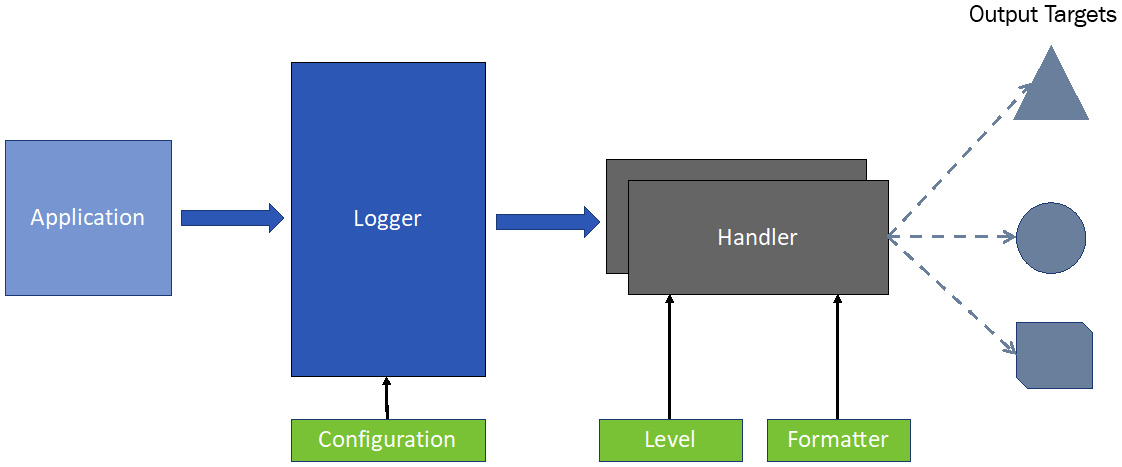 Output Targets
Application
Logger
Handler
Configuration
Level
Formatter